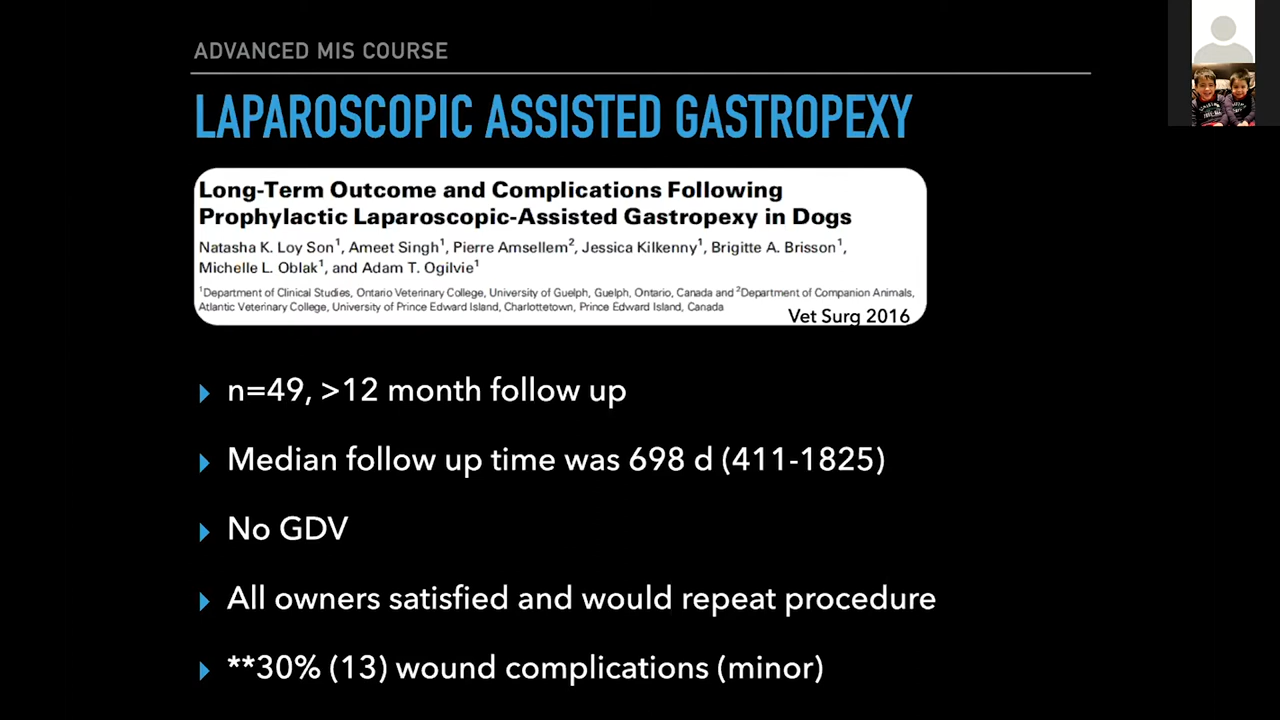 ADVANCED MIS COURSE
LAPAROSCOPIC ASSISTED GASTROPEXY
Long-Term Outcome and Complications Following
Prophylactic Laparoscopic-Assisted Gastropexy in Dogs
Natasha K. Loy Son¹, Ameet Singh¹, Pierre Amsellem², Jessica Kilkenny¹, Brigitte A. Brisson¹,
Michelle L. Oblak¹, and Adam T. Ogilvie¹
¹Department of Clinical Studies, Ontario Veterinary College, University of Guelph, Guelph, Ontario, Canada and ²Department of Companion Animals,
Atlantic Veterinary College, University of Prince Edward Island, Charlottetown, Prince Edward Island, Canada
Vet Surg 2016
n=49, >12 month follow up
Median follow up time was 698 d (411-1825)
No GDV
All owners satisfied and would repeat procedure
**30% (13) wound complications (minor)